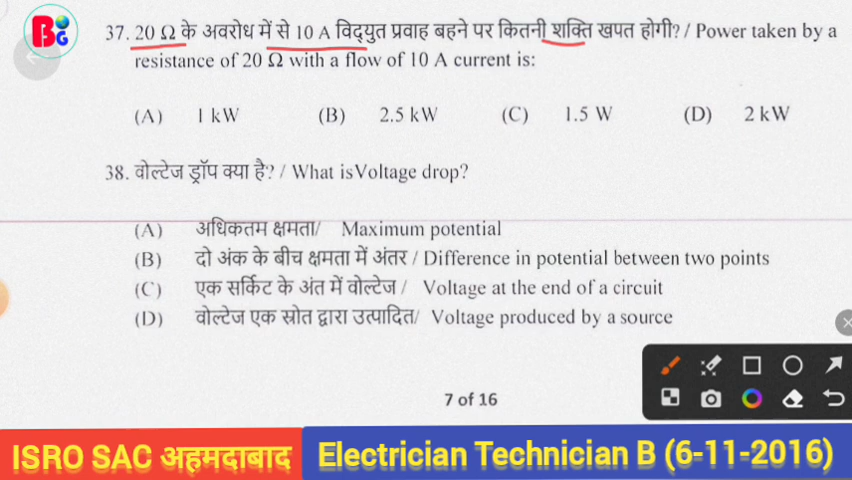 BG
37. 20 Ω के अवरोध में से 10 A विद्युत प्रवाह बहने पर कितनी शक्ति खपत होगी? / Power taken by a
resistance of 20 Ω with a flow of 10 A current is:
(A) 1 kW (B) 2.5 kW (C) 1.5 W (D) 2 kW
38. वोल्टेज ड्रॉप क्या है? / What is Voltage drop?
(A) अधिकतम क्षमता/ Maximum potential
(B) दो अंक के बीच क्षमता में अंतर / Difference in potential between two points
(C) एक सर्किट के अंत में वोल्टेज / Voltage at the end of a circuit
(D) वोल्टेज एक स्रोत द्वारा उत्पादित/ Voltage produced by a source
7 of 16
ISRO SAC अहमदाबाद Electrician Technician B (6-11-2016)